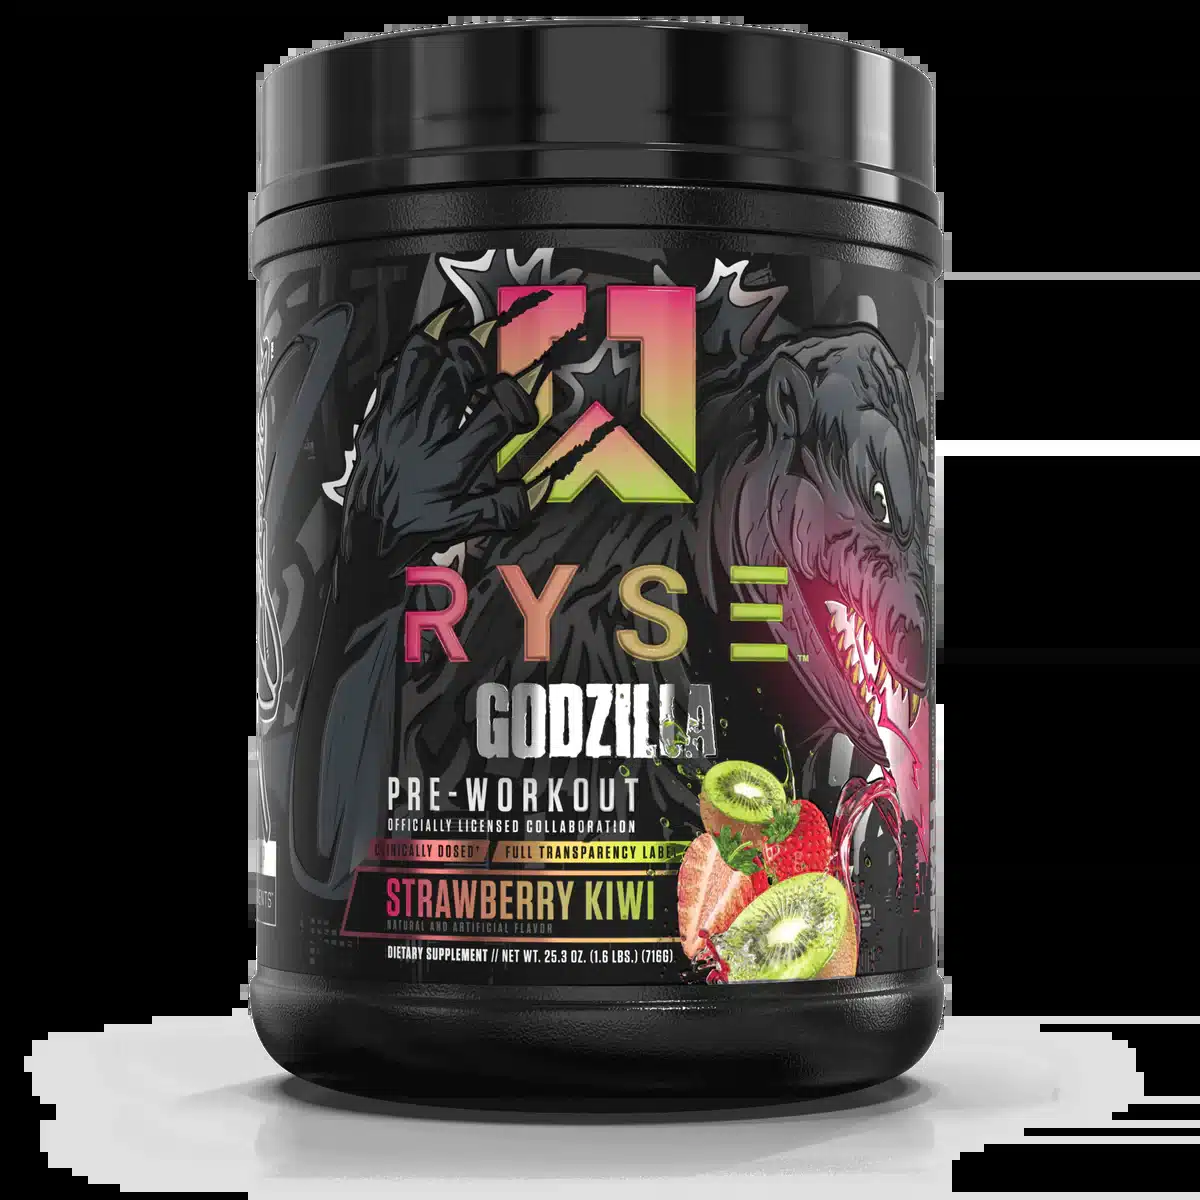 RYSE™
GODZILLA
PRE-WORKOUT
OFFICIALLY LICENSED COLLABORATION
CLINICALLY DOSED† / FULL TRANSPARENCY LABEL
STRAWBERRY KIWI
NATURAL AND ARTIFICIAL FLAVOR
DIETARY SUPPLEMENT // NET WT. 25.3 OZ. (1.6 LBS.) (716G)